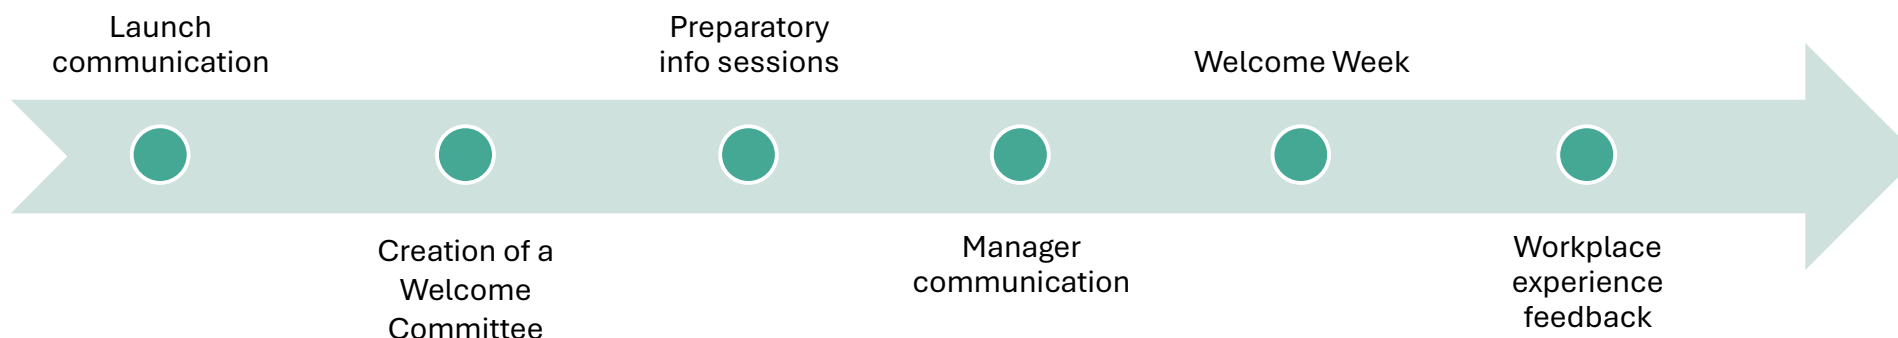 Launch
communication
Creation of a
Welcome
Committee
Preparatory
info sessions
Manager
communication
Welcome Week
Workplace
experience
feedback